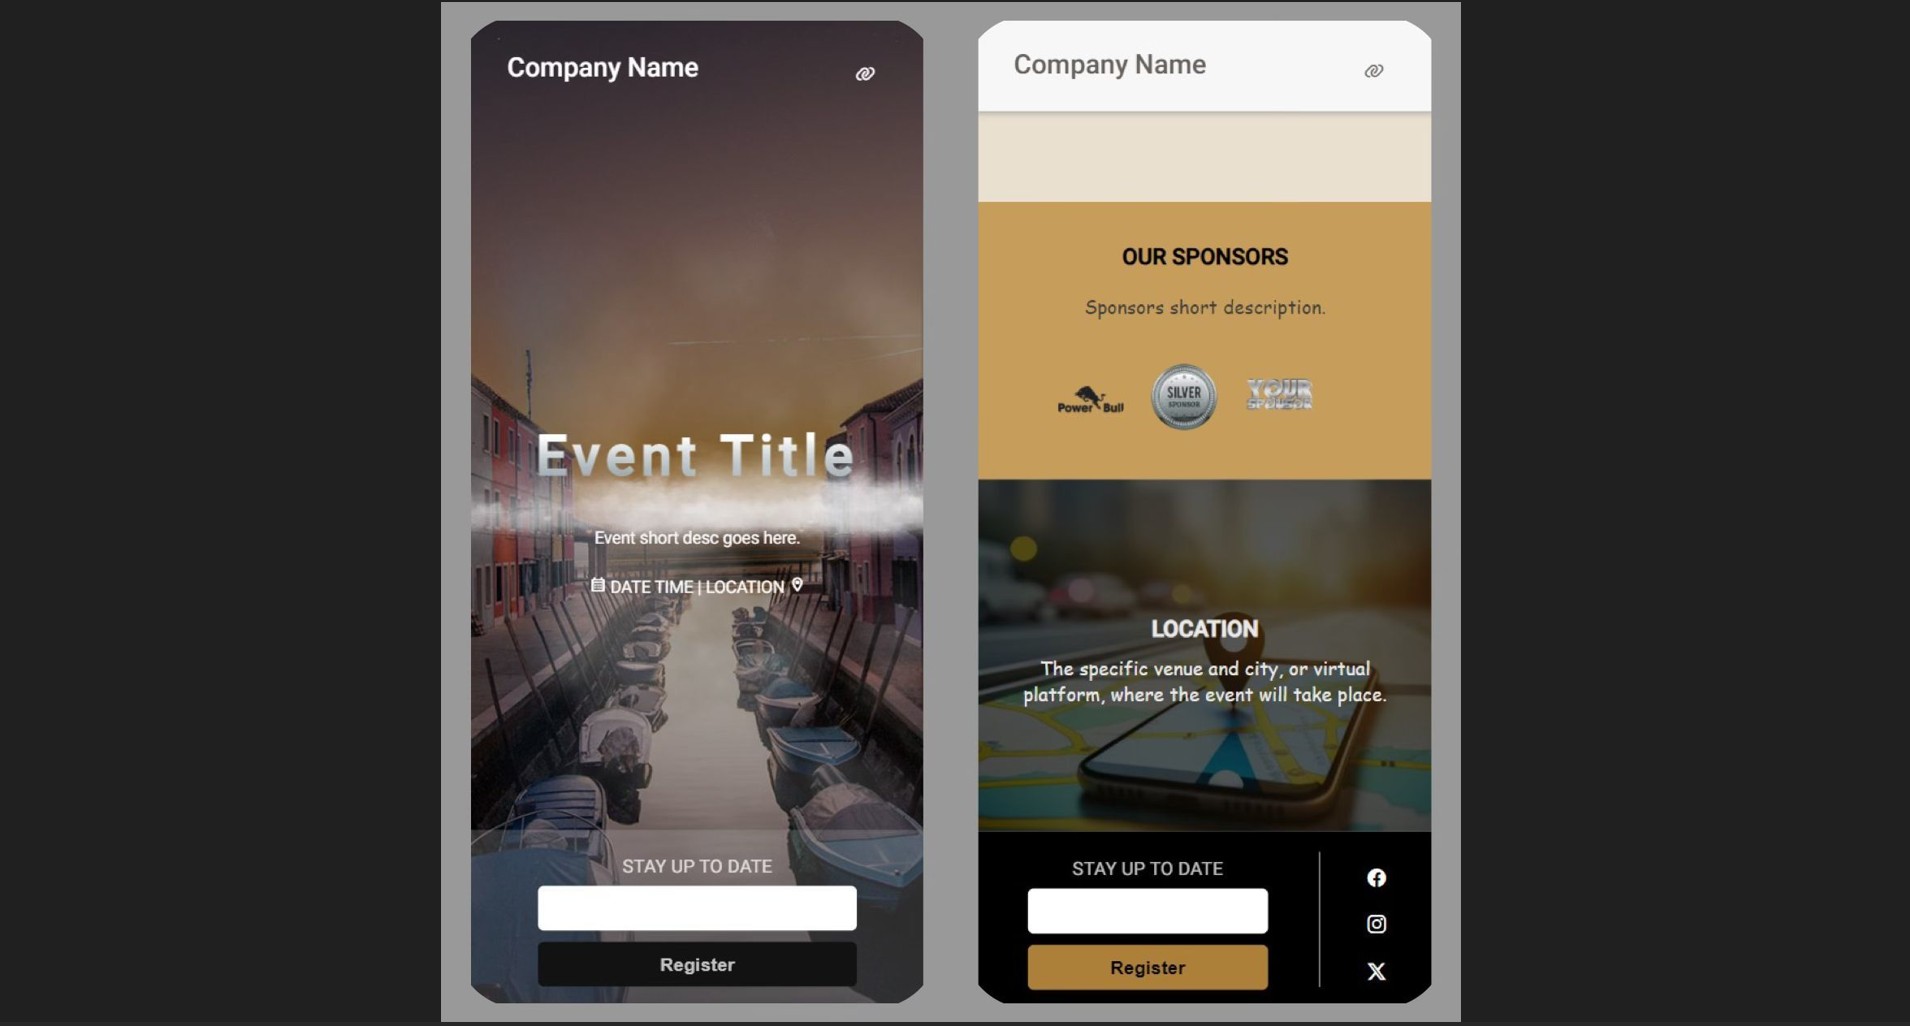 Company Name
Event Title
Event short desc goes here.
DATE TIME | LOCATION
STAY UP TO DATE
Register
Company Name
OUR SPONSORS
Sponsors short description.
Power Bull
SILVER
SPONSOR
YOUR
SPONSOR
LOCATION
The specific venue and city, or virtual
platform, where the event will take place.
STAY UP TO DATE
Register